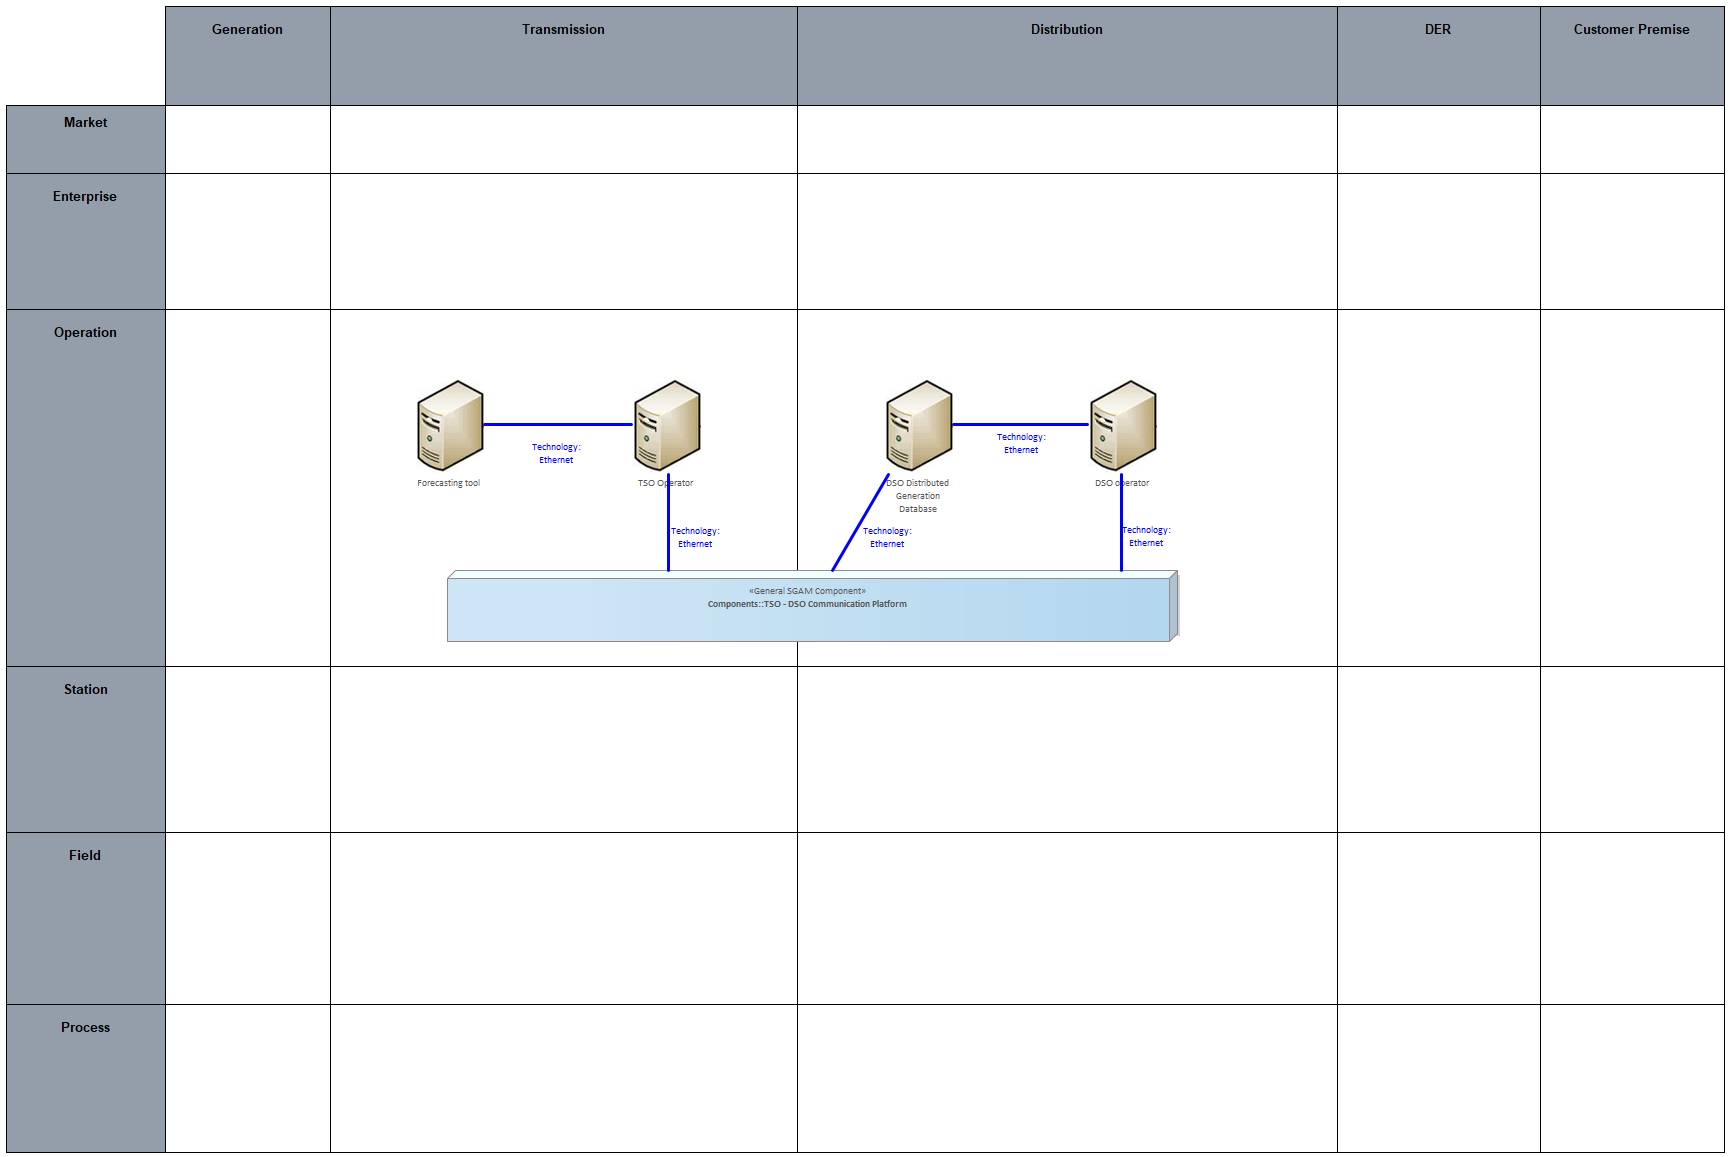 Generation
Transmission
Distribution
DER
Customer Premise
Market
Enterprise
Operation
Technology:
Ethernet
Technology:
Ethernet
Forecasting tool
TSO Operator
DSO Distributed
Generation
Database
DSO operator
Technology:
Ethernet
Technology:
Ethernet
Technology:
Ethernet
«General SGAM Component»
Components::TSO - DSO Communication Platform
Station
Field
Process